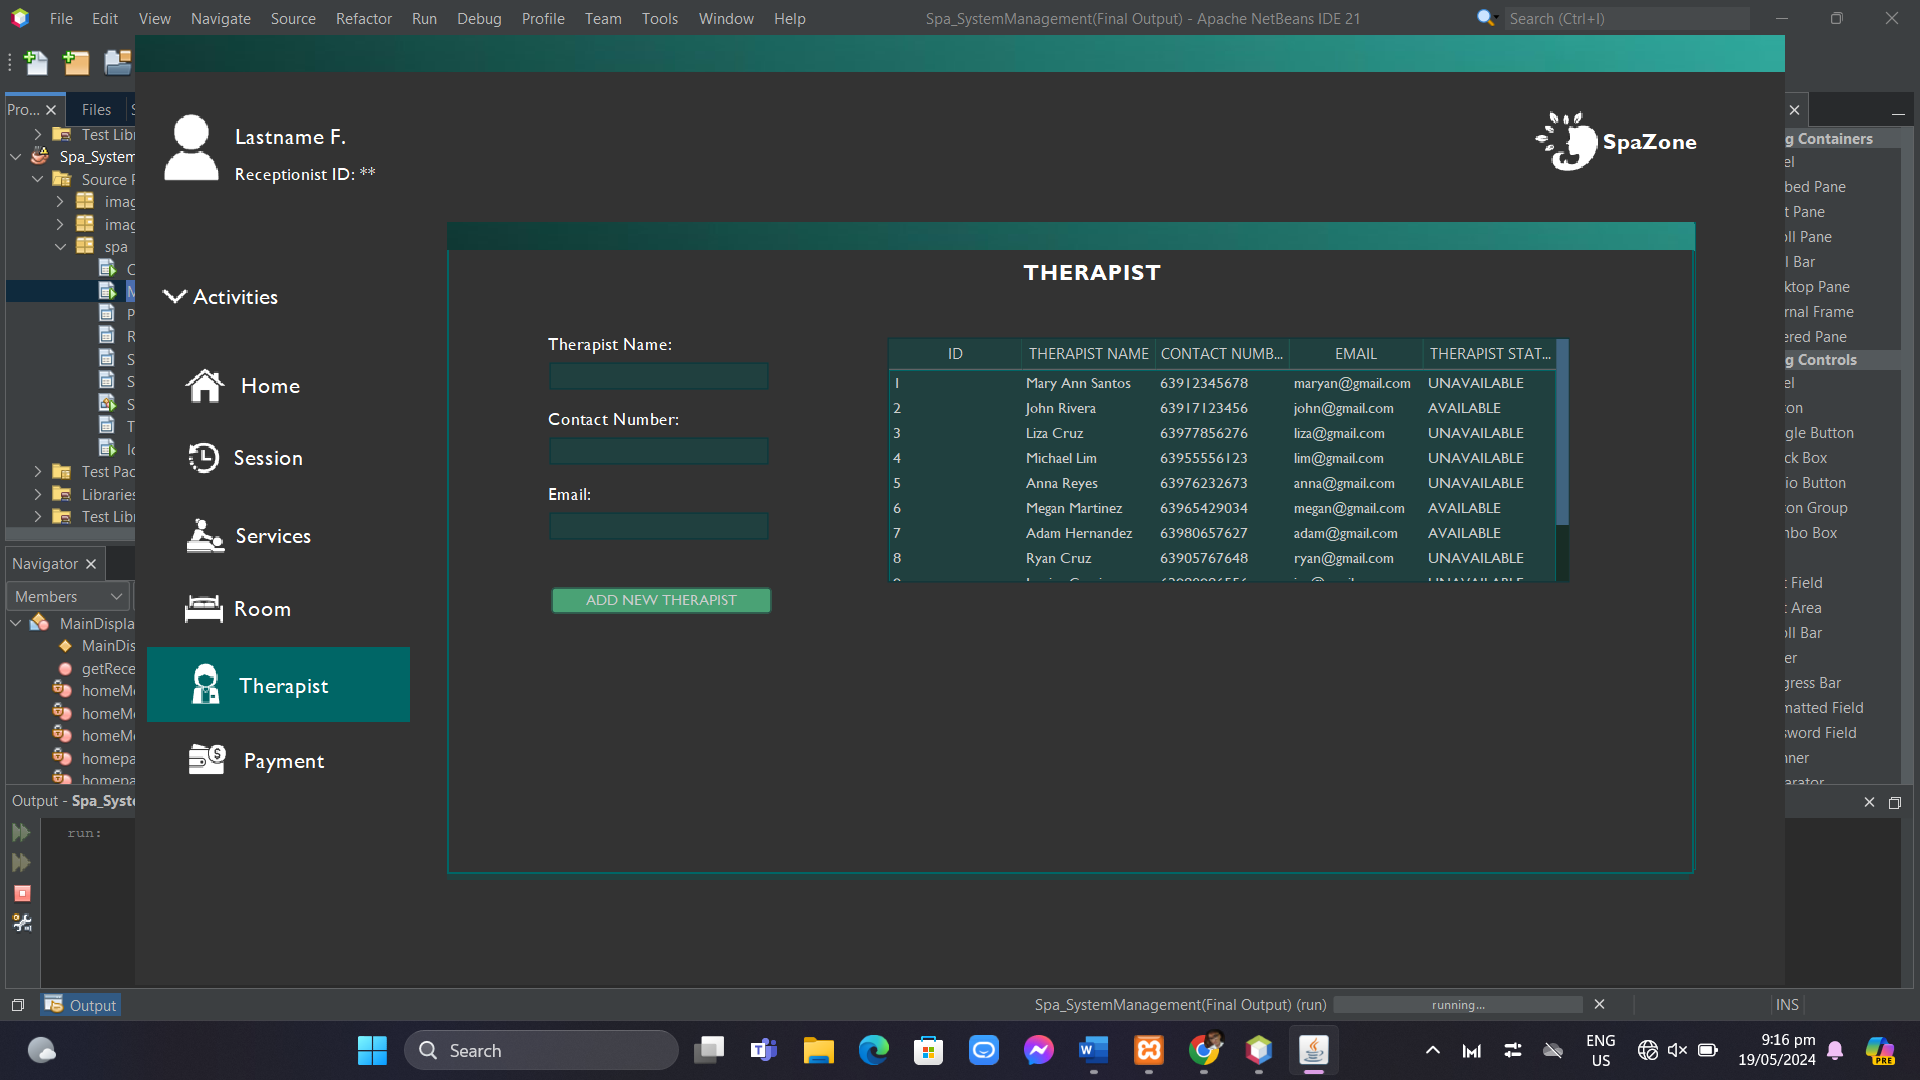 File Edit View Navigate Source Refactor Run Debug Profile Team Tools Window Help
Spa_SystemManagement(Final Output) - Apache NetBeans IDE 21
Search (Ctrl+I)
Pro...
Files
Test Lib
Spa_System
Source P
imag
imag
spa
Test Pac
Libraries
Test Lib
Navigator
Members
MainDispla
MainDis
getRece
homeMo
homeMo
homeMo
homepa
homepa
Output - Spa_Syste
run:
Lastname F.
Receptionist ID: **
SpaZone
Activities
Home
Session
Services
Room
Therapist
Payment
THERAPIST
Therapist Name:
Contact Number:
Email:
ADD NEW THERAPIST
ID THERAPIST NAME CONTACT NUMB... EMAIL THERAPIST STAT...
1 Mary Ann Santos 63912345678 maryan@gmail.com UNAVAILABLE
2 John Rivera 63917123456 john@gmail.com AVAILABLE
3 Liza Cruz 63977856276 liza@gmail.com UNAVAILABLE
4 Michael Lim 63955556123 lim@gmail.com UNAVAILABLE
5 Anna Reyes 63976232673 anna@gmail.com UNAVAILABLE
6 Megan Martinez 63965429034 megan@gmail.com AVAILABLE
7 Adam Hernandez 63980657627 adam@gmail.com AVAILABLE
8 Ryan Cruz 63905767648 ryan@gmail.com UNAVAILABLE
g Containers
el
bed Pane
t Pane
oll Pane
l Bar
ktop Pane
rnal Frame
ered Pane
g Controls
el
ton
gle Button
ck Box
io Button
ton Group
nbo Box
t Field
t Area
oll Bar
er
gress Bar
matted Field
sword Field
nner
arator
Output
Spa_SystemManagement(Final Output) (run)
running...
INS
Search
ENG
US
9:16 pm
19/05/2024
PRE